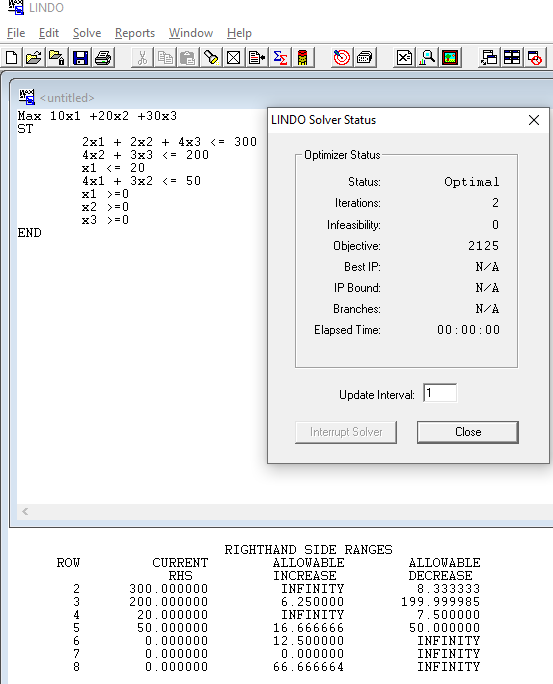 LINDO
File Edit Solve Reports Window Help
<untitled>
Max 10x1 +20x2 +30x3
ST
2x1 + 2x2 + 4x3 <= 300
4x2 + 3x3 <= 200
x1 <= 20
4x1 + 3x2 <= 50
x1 >=0
x2 >=0
x3 >=0
END
LINDO Solver Status
Optimizer Status
Status: Optimal
Iterations: 2
Infeasibility: 0
Objective: 2125
Best IP: N/A
IP Bound: N/A
Branches: N/A
Elapsed Time: 00:00:00
Update Interval: 1
Interrupt Solver Close
RIGHTHAND SIDE RANGES
ROW CURRENT ALLOWABLE ALLOWABLE
RHS INCREASE DECREASE
2 300.000000 INFINITY 8.333333
3 200.000000 6.250000 199.999985
4 20.000000 INFINITY 7.500000
5 50.000000 16.666666 50.000000
6 0.000000 12.500000 INFINITY
7 0.000000 0.000000 INFINITY
8 0.000000 66.666664 INFINITY